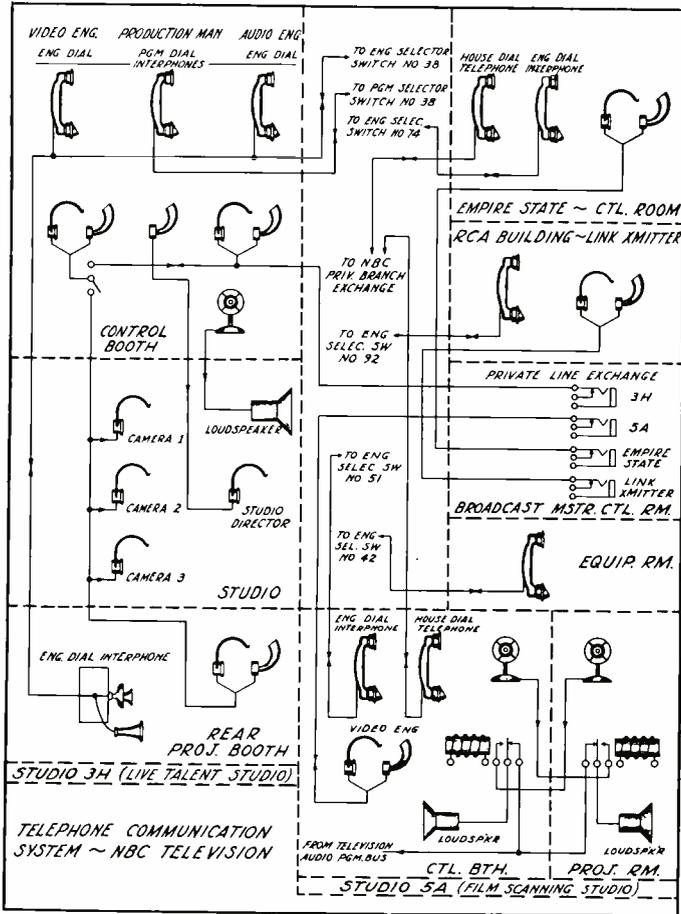 VIDEO ENG. PRODUCTION MAN AUDIO ENG
ENG DIAL PGM DIAL ENG DIAL
INTERPHONES
TO ENG SELECTOR
SWITCH NO 38
TO PGM SELECTOR
SWITCH NO 38
TO ENG SELEC.
SWITCH NO 74
HOUSE DIAL
TELEPHONE
ENG DIAL
INTERPHONE
EMPIRE STATE ~ CTL. ROOM
RCA BUILDING~LINK XMITTER
TO NBC
PRIV. BRANCH
EXCHANGE
CONTROL
BOOTH
TO ENG
SELEC. SW
NO 92
PRIVATE LINE EXCHANGE
3H
5A
EMPIRE
STATE
LINK
XMITTER
BROADCAST MSTR. CTL. RM.
LOUDSPEAKER
CAMERA 1
CAMERA 2
CAMERA 3
STUDIO
DIRECTOR
STUDIO
TO ENG
SELEC SW
NO 51
TO ENG
SEL. SW
NO 42
EQUIP. RM.
ENG. DIAL INTERPHONE
REAR
PROJ. BOOTH
STUDIO 3H (LIVE TALENT STUDIO)
ENG DIAL
INTERPHONE
HOUSE DIAL
TELEPHONE
VIDEO ENG
LOUDSPKR
LOUDSPKR
FROM TELEVISION
AUDIO PGM. BUS
CTL. BTH.
PROJ. RM.
STUDIO 5A (FILM SCANNING STUDIO)
TELEPHONE COMMUNICATION
SYSTEM ~ NBC TELEVISION